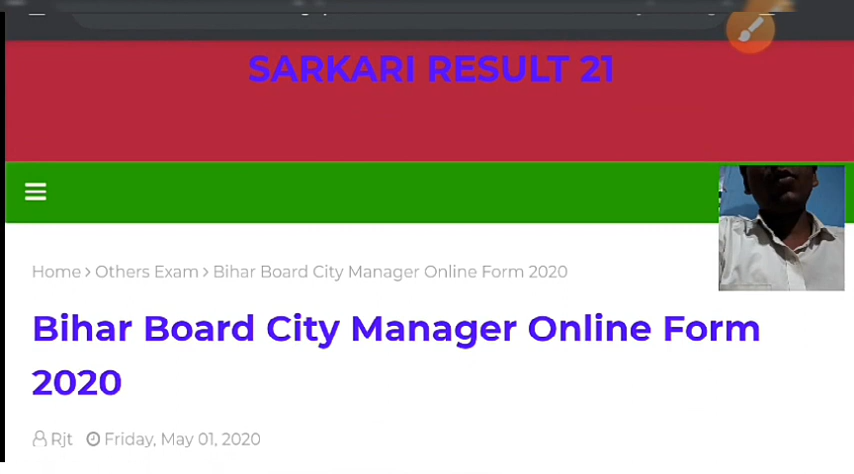 SARKARI RESULT 21
Home > Others Exam > Bihar Board City Manager Online Form 2020
Bihar Board City Manager Online Form
2020
Rjt Friday, May 01, 2020